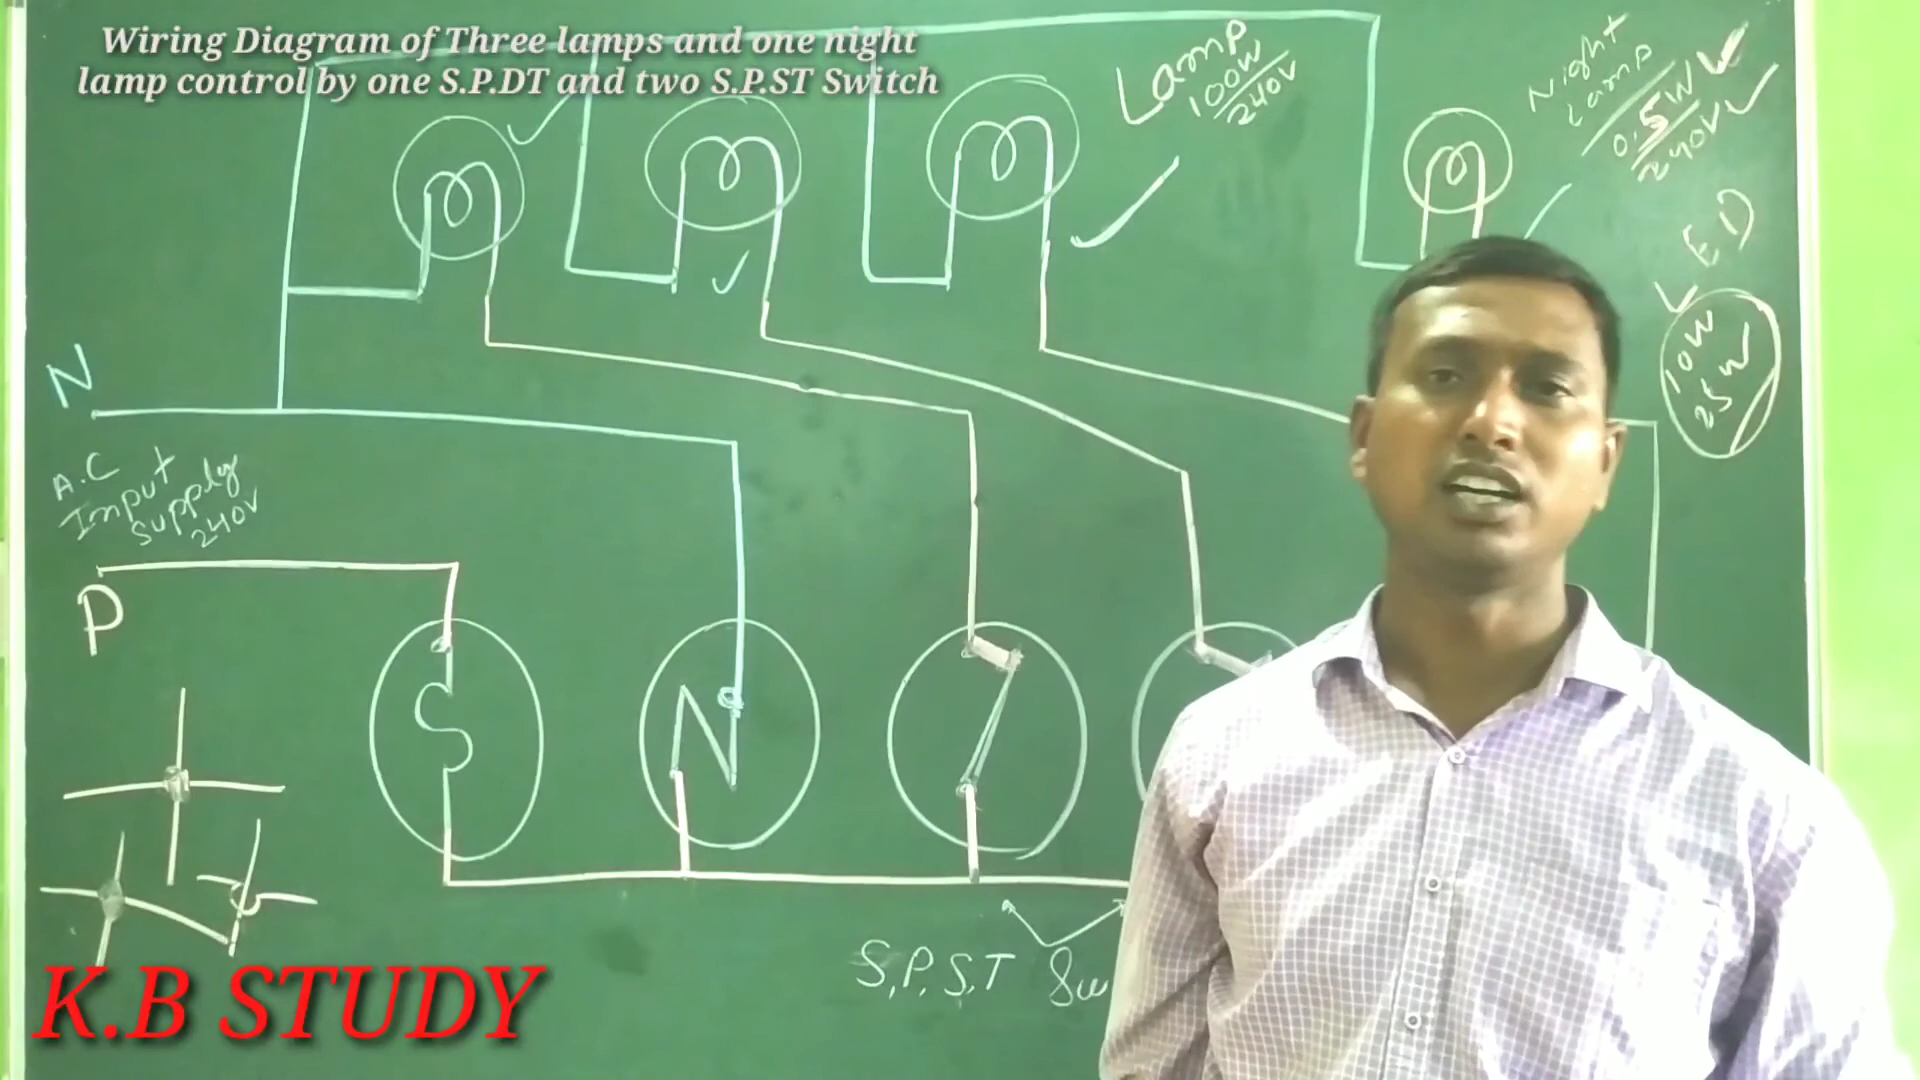 Wiring Diagram of Three lamps and one night
lamp control by one S.P.DT and two S.P.ST Switch
Lamp
100W
240V
Night
Lamp
0.5W
240V
LED
10W
25W
N
A.C
Input
Supply
240V
P
S
N
S.P.S.T Sw
K.B STUDY